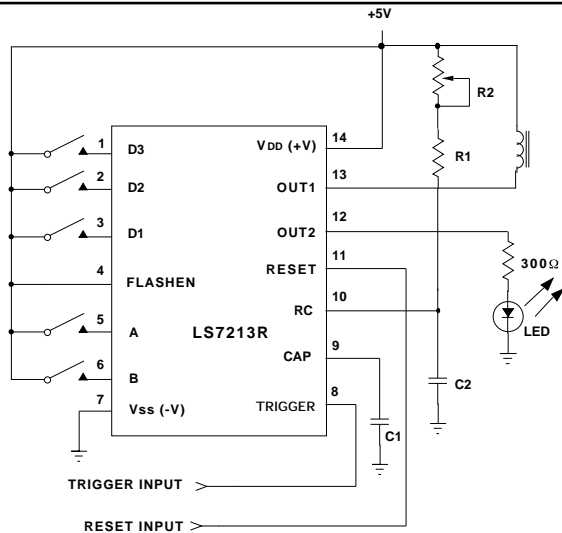 +5V
R2
1
D3
VDD (+V)
14
R1
2
D2
OUT1
13
3
D1
OUT2
12
4
FLASHEN
RESET
11
300Ω
5
A
LS7213R
RC
10
LED
6
B
CAP
9
7
Vss (-V)
TRIGGER
8
C2
C1
TRIGGER INPUT
RESET INPUT